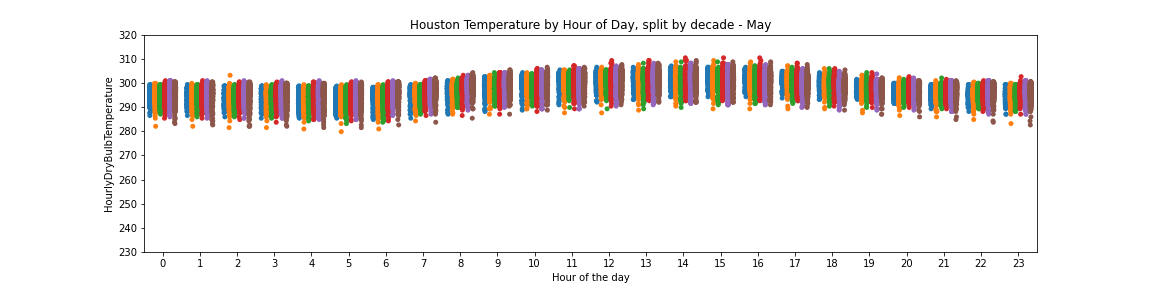 Houston Temperature by Hour of Day, split by decade - May
320
310
300
290
280
270
260
250
240
230
HourlyDryBulbTemperature
0 1 2 3 4 5 6 7 8 9 10 11 12 13 14 15 16 17 18 19 20 21 22 23
Hour of the day